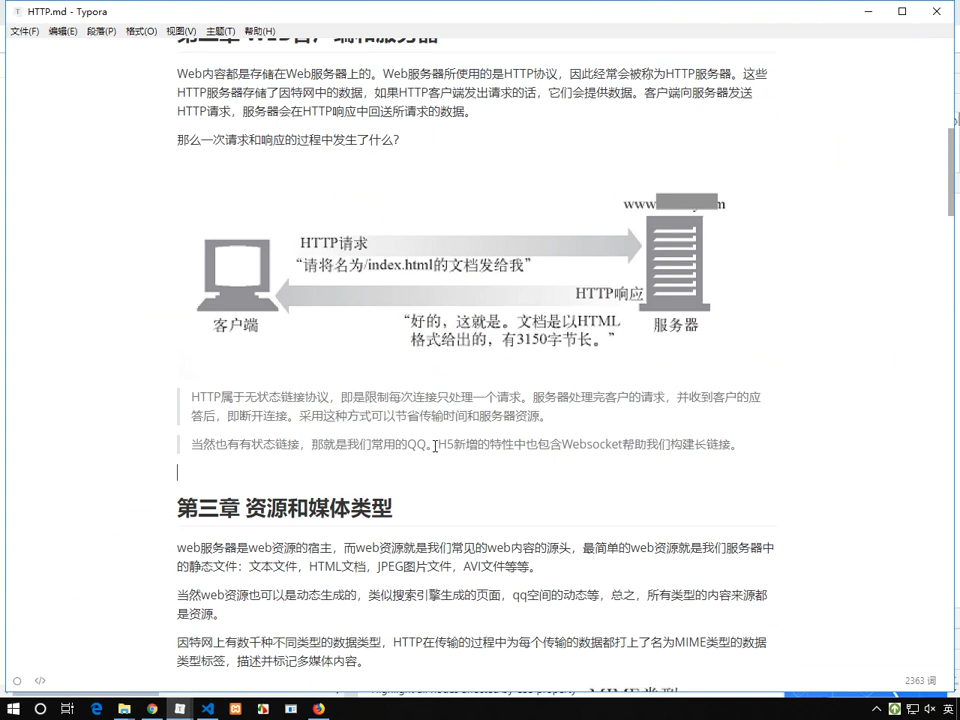 HTTP.md - Typora
文件(F) 编辑(E) 段落(P) 格式(O) 视图(V) 主题(T) 帮助(H)
Web内容都是存储在Web服务器上的。Web服务器所使用的是HTTP协议，因此经常会被称为HTTP服务器。这些
HTTP服务器存储了因特网中的数据，如果HTTP客户端发出请求的话，它们会提供数据。客户端向服务器发送
HTTP请求，服务器会在HTTP响应中回送所请求的数据。
那么一次请求和响应的过程中发生了什么？
www
HTTP请求
“请将名为/index.html的文档发给我”
HTTP响应
“好的，这就是。文档是以HTML
格式给出的，有3150字节长。”
客户端
服务器
HTTP属于无状态链接协议，即是限制每次连接只处理一个请求。服务器处理完客户的请求，并收到客户的应
答后，即断开连接。采用这种方式可以节省传输时间和服务器资源。
当然也有有状态链接，那就是我们常用的QQ。H5新增的特性中也包含Websocket帮助我们构建长链接。
第三章 资源和媒体类型
web服务器是web资源的宿主，而web资源就是我们常见的web内容的源头，最简单的web资源就是我们服务器中
的静态文件：文本文件，HTML文档，JPEG图片文件，AVI文件等等。
当然web资源也可以是动态生成的，类似搜索引擎生成的页面，qq空间的动态等，总之，所有类型的内容来源都
是资源。
因特网上有数千种不同类型的数据类型，HTTP在传输的过程中为每个传输的数据都打上了名为MIME类型的数据
类型标签，描述并标记多媒体内容。
2363 词
英